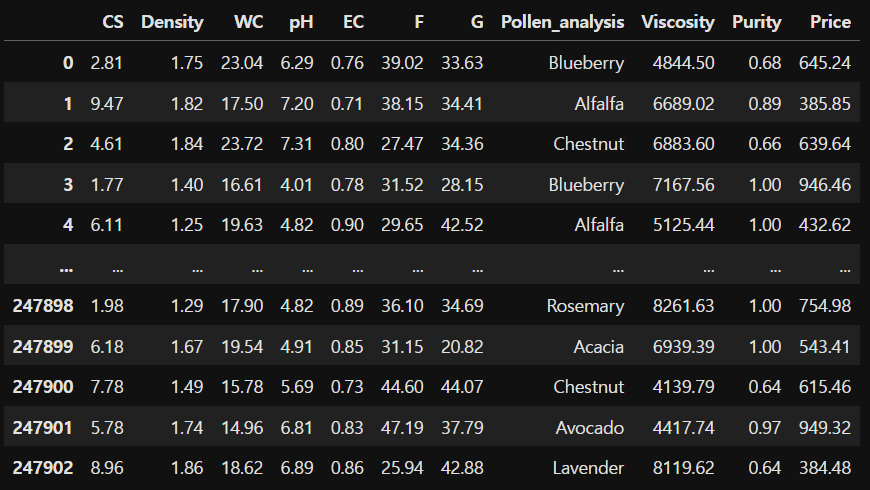 CS Density WC pH EC F G Pollen_analysis Viscosity Purity Price
0 2.81 1.75 23.04 6.29 0.76 39.02 33.63 Blueberry 4844.50 0.68 645.24
1 9.47 1.82 17.50 7.20 0.71 38.15 34.41 Alfalfa 6689.02 0.89 385.85
2 4.61 1.84 23.72 7.31 0.80 27.47 34.36 Chestnut 6883.60 0.66 639.64
3 1.77 1.40 16.61 4.01 0.78 31.52 28.15 Blueberry 7167.56 1.00 946.46
4 6.11 1.25 19.63 4.82 0.90 29.65 42.52 Alfalfa 5125.44 1.00 432.62
... ... ... ... ... ... ... ... ... ... ... ...
247898 1.98 1.29 17.90 4.82 0.89 36.10 34.69 Rosemary 8261.63 1.00 754.98
247899 6.18 1.67 19.54 4.91 0.85 31.15 20.82 Acacia 6939.39 1.00 543.41
247900 7.78 1.49 15.78 5.69 0.73 44.60 44.07 Chestnut 4139.79 0.64 615.46
247901 5.78 1.74 14.96 6.81 0.83 47.19 37.79 Avocado 4417.74 0.97 949.32
247902 8.96 1.86 18.62 6.89 0.86 25.94 42.88 Lavender 8119.62 0.64 384.48